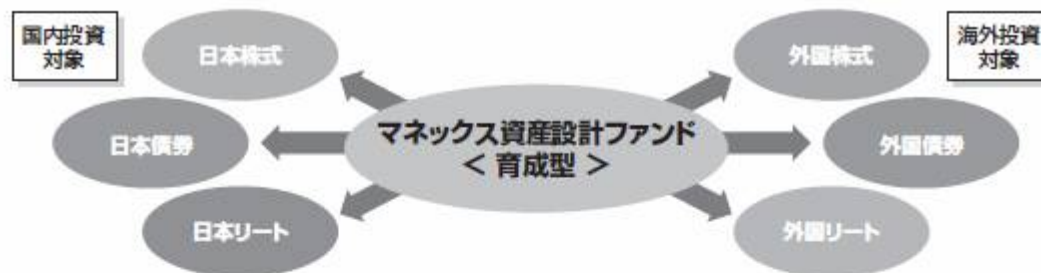 国内投資
対象
日本株式
日本債券
日本リート
マネックス資産設計ファンド
＜ 育成型 ＞
外国株式
外国債券
外国リート
海外投資
対象